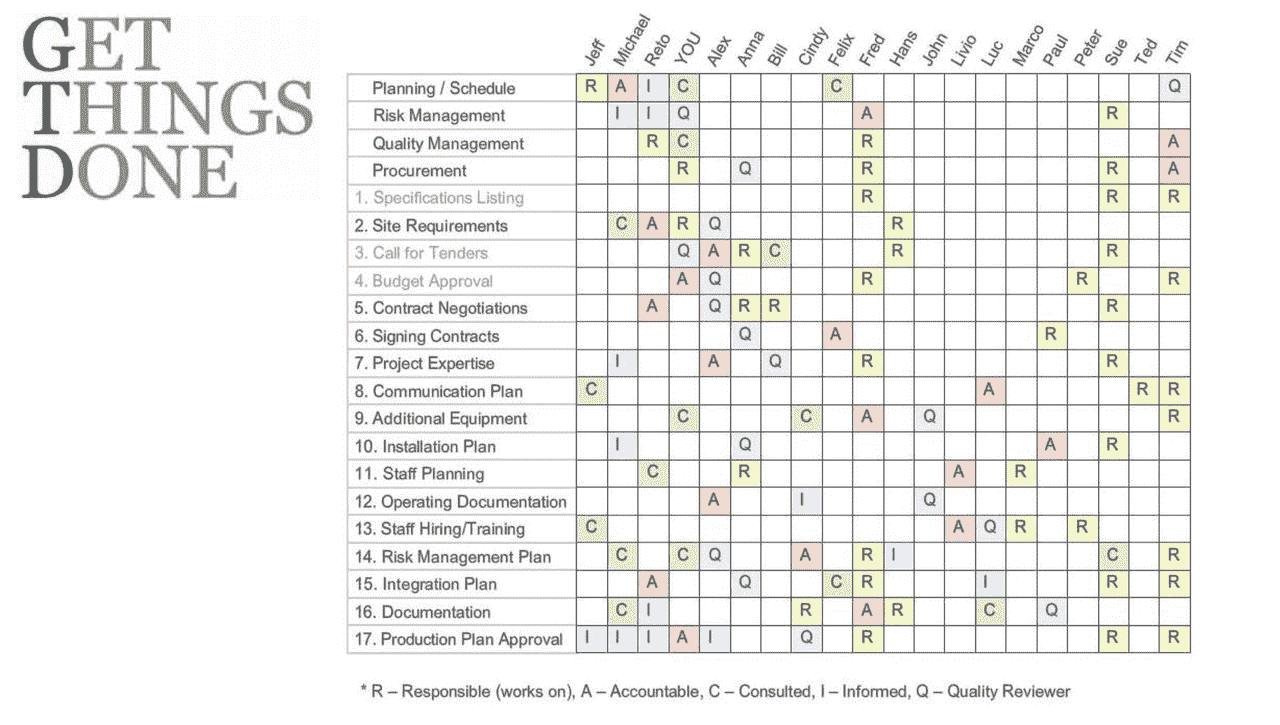 GET
THINGS
DONE
Jeff Michael Reto YOU Alex Anna Bill Cindy Felix Fred Hans John Livio Luc Marco Paul Peter Sue Ted Tim
Planning / Schedule R A I C C Q
Risk Management I I Q A R
Quality Management R C R A
Procurement R Q R R A
1. Specifications Listing R R R
2. Site Requirements C A R Q R
3. Call for Tenders Q A R C R R
4. Budget Approval A Q R R R
5. Contract Negotiations A Q R R R
6. Signing Contracts Q A R
7. Project Expertise I A Q R R
8. Communication Plan C A R R
9. Additional Equipment C C A Q R
10. Installation Plan I Q A R
11. Staff Planning C R A R
12. Operating Documentation A I Q
13. Staff Hiring/Training C A Q R R
14. Risk Management Plan C C Q A R I C R
15. Integration Plan A Q C R I R R
16. Documentation C I R A R C Q
17. Production Plan Approval I I I A I Q R R R
* R – Responsible (works on), A – Accountable, C – Consulted, I – Informed, Q – Quality Reviewer